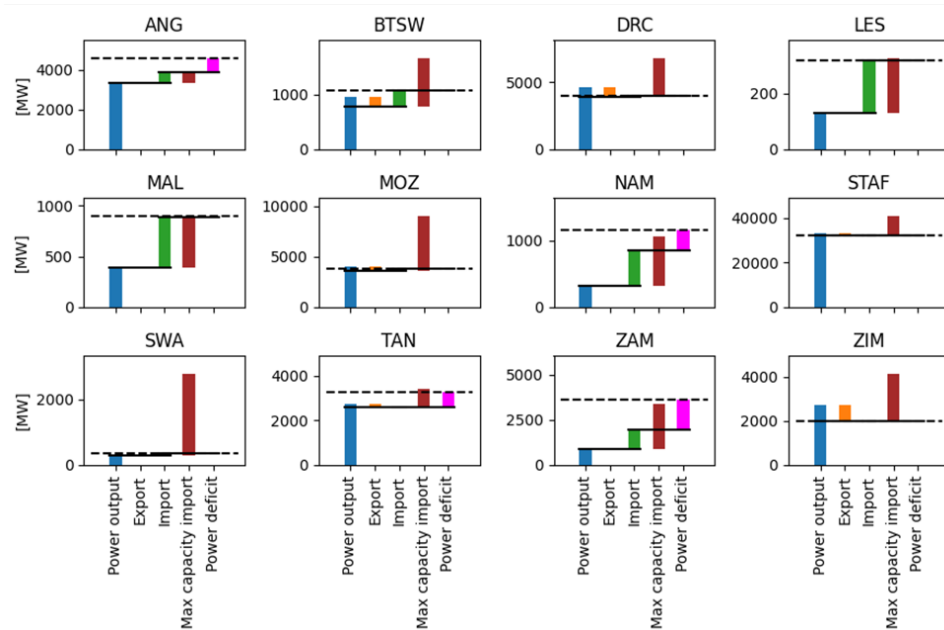 ANG BTSW DRC LES
[MW] 4000 2000 0
1000 0
5000 0
200 0
MAL MOZ NAM STAF
[MW] 1000 500 0
10000 5000 0
1000 0
40000 20000 0
SWA TAN ZAM ZIM
[MW] 2000 0
4000 2000 0
5000 2500 0
4000 2000 0
Power output Export Import Max capacity import Power deficit
Power output Export Import Max capacity import Power deficit
Power output Export Import Max capacity import Power deficit
Power output Export Import Max capacity import Power deficit